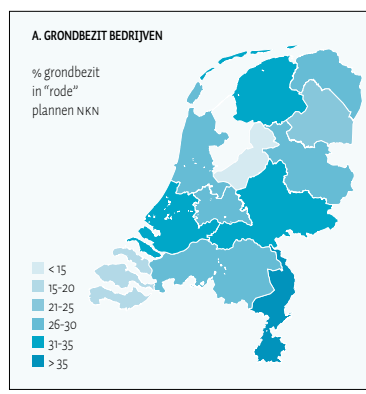 A. GRONDBEZIT BEDRIJVEN
% grondbezit
in “rode”
plannen NKN
< 15
15-20
21-25
26-30
31-35
> 35